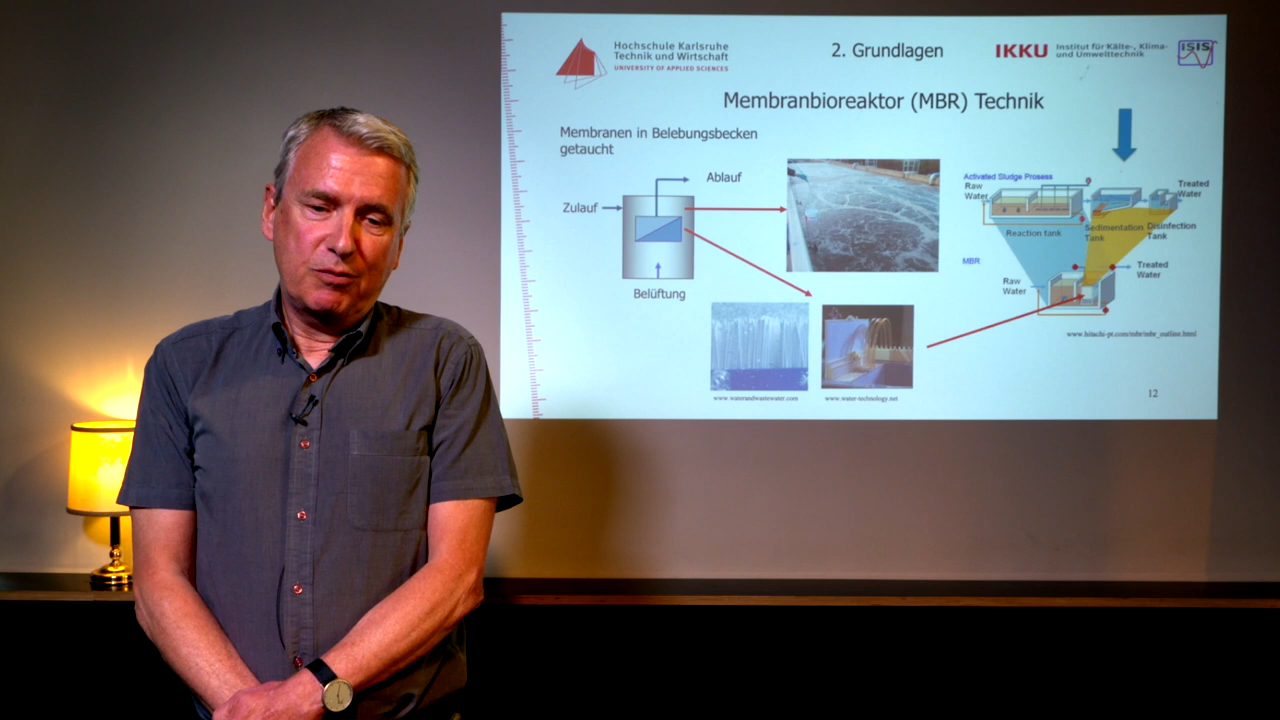 Hochschule Karlsruhe
Technik und Wirtschaft
UNIVERSITY OF APPLIED SCIENCES
2. Grundlagen
IKKU
Institut für Kälte-, Klima-
und Umwelttechnik
ISIS
Membranbioreaktor (MBR) Technik
Membranen in Belebungsbecken
getaucht
Ablauf
Zulauf
Belüftung
Activated Sludge Prosess
Raw
Water
Treated
Water
Reaction tank
Sedimentation
Tank
Disinfection
Tank
MBR
Treated
Water
Raw
Water
www.hitachi-pt.com/mbr/mbr_outline.html
www.waterandwastewater.com
www.water-technology.net
12